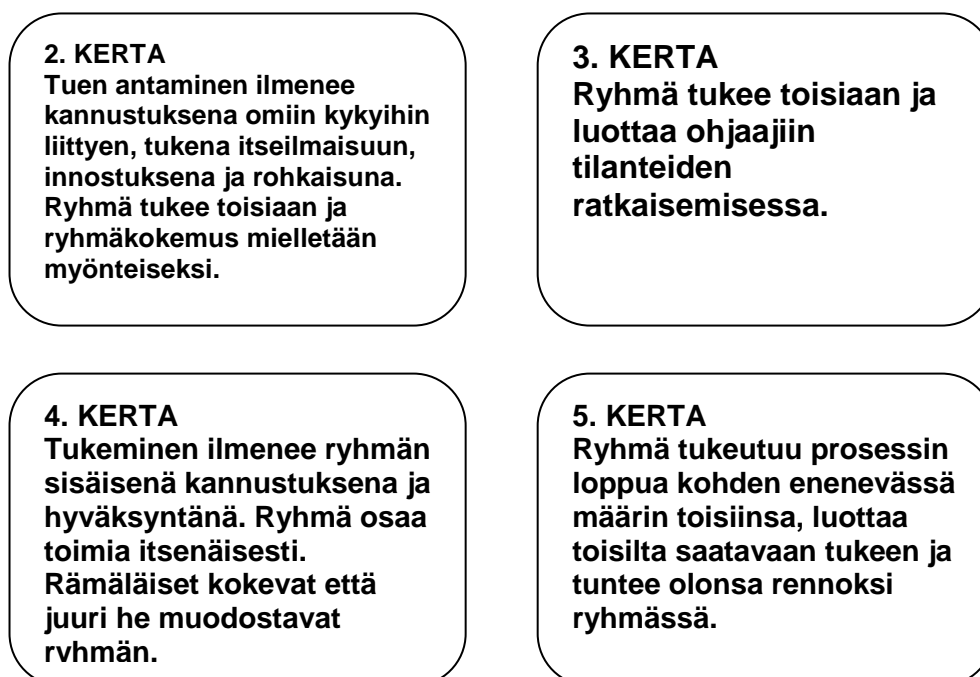 2. KERTA
Tuen antaminen ilmenee
kannustuksena omiin kykyihin
liittyen, tukena itseilmaisuun,
innostuksena ja rohkaisuna.
Ryhmä tukee toisiaan ja
ryhmäkokemus mielletään
myönteiseksi.
3. KERTA
Ryhmä tukee toisiaan ja
luottaa ohjaajiin
tilanteiden
ratkaisemisessa.
4. KERTA
Tukeminen ilmenee ryhmän
sisäisenä kannustuksena ja
hyväksyntänä. Ryhmä osaa
toimia itsenäisesti.
Rämäläiset kokevat että
juuri he muodostavat
ryhmän.
5. KERTA
Ryhmä tukeutuu prosessin
loppua kohden enenevässä
määrin toisiinsa, luottaa
toisilta saatavaan tukeen ja
tuntee olonsa rennoksi
ryhmässä.